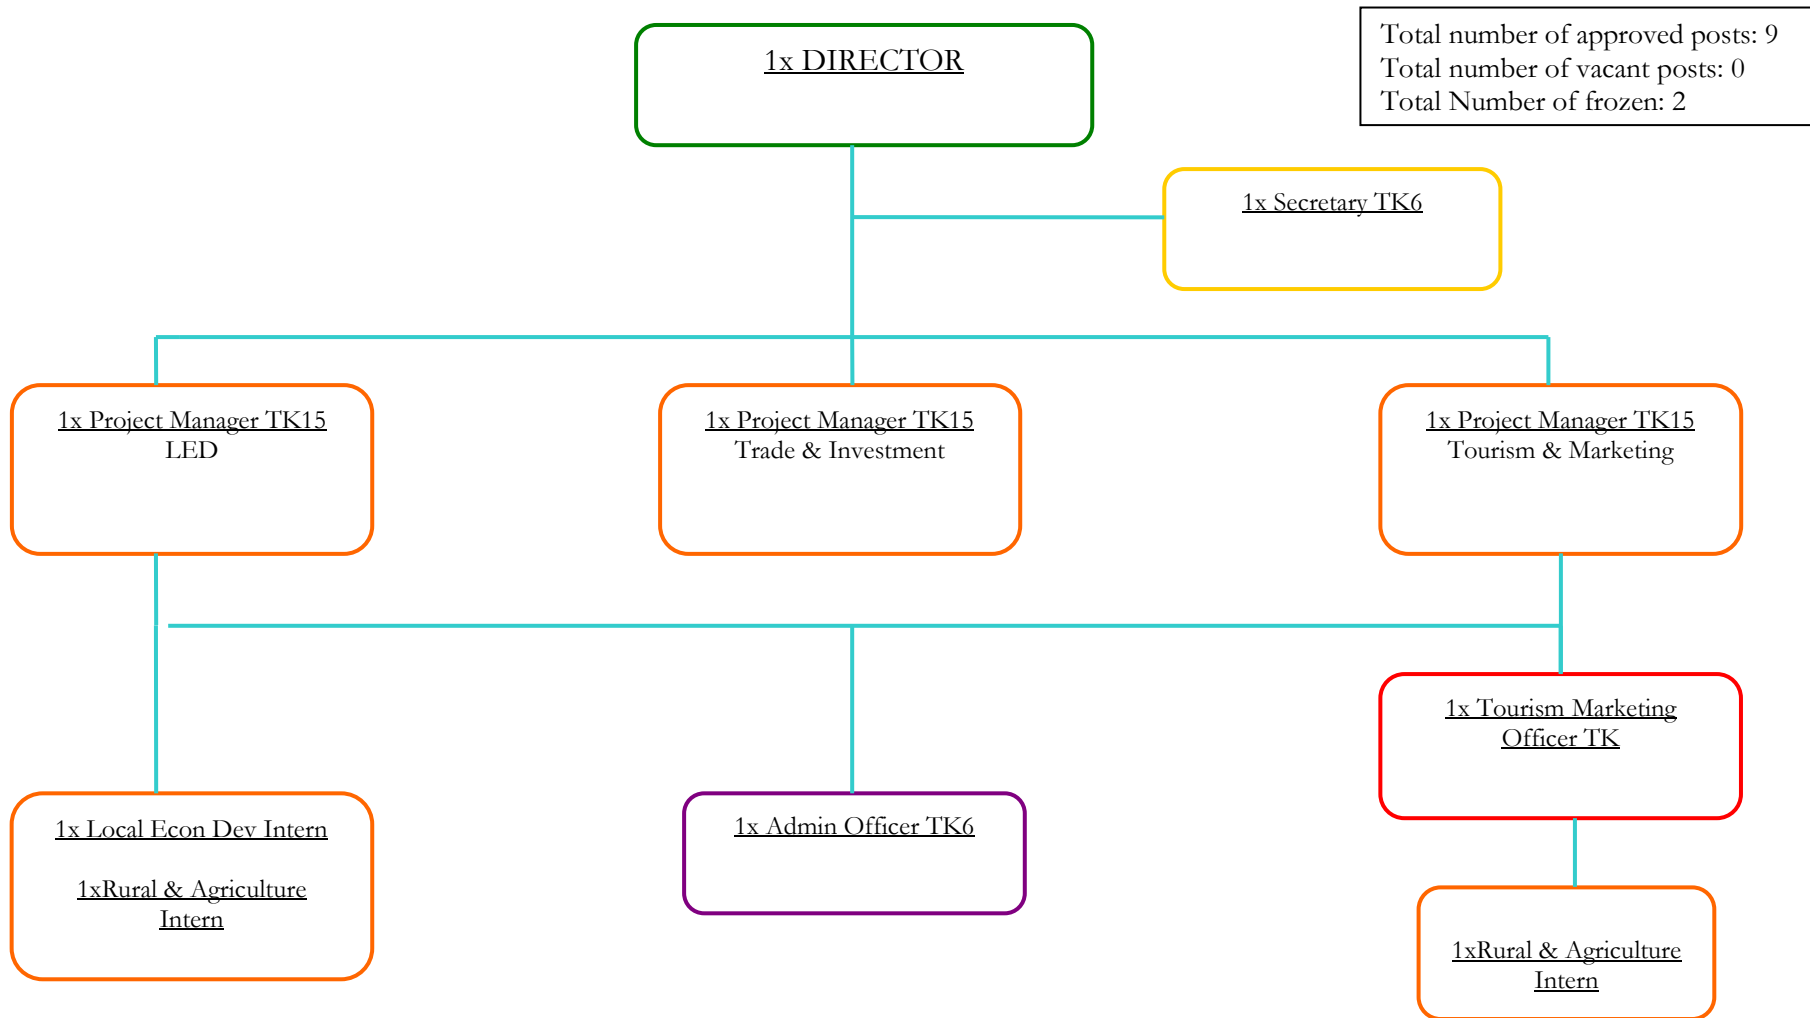 1x DIRECTOR
Total number of approved posts: 9
Total number of vacant posts: 0
Total Number of frozen: 2
1x Secretary TK6
1x Project Manager TK15
LED
1x Project Manager TK15
Trade & Investment
1x Project Manager TK15
Tourism & Marketing
1x Tourism Marketing
Officer TK
1x Local Econ Dev Intern
1xRural & Agriculture
Intern
1x Admin Officer TK6
1xRural & Agriculture
Intern